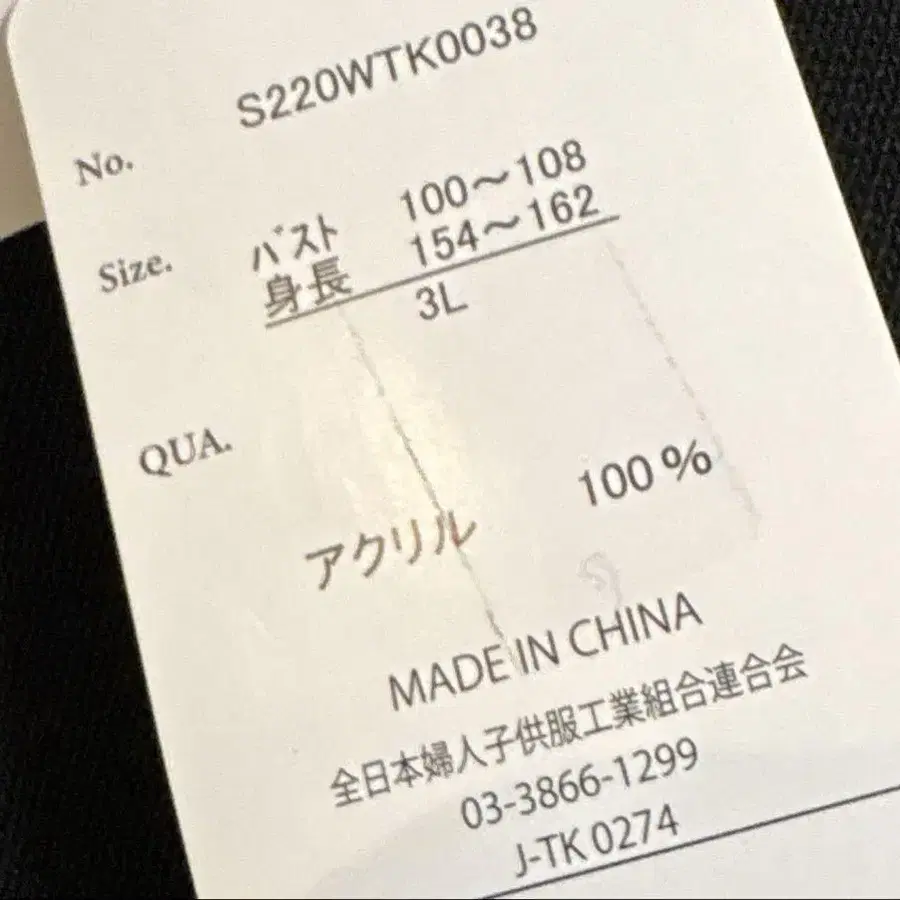 No. S220WTK0038
Size. バスト 100～108
身長 154～162
3L
QUA.
アクリル 100%
MADE IN CHINA
全日本婦人子供服工業組合連合会
03-3866-1299
J-TK 0274